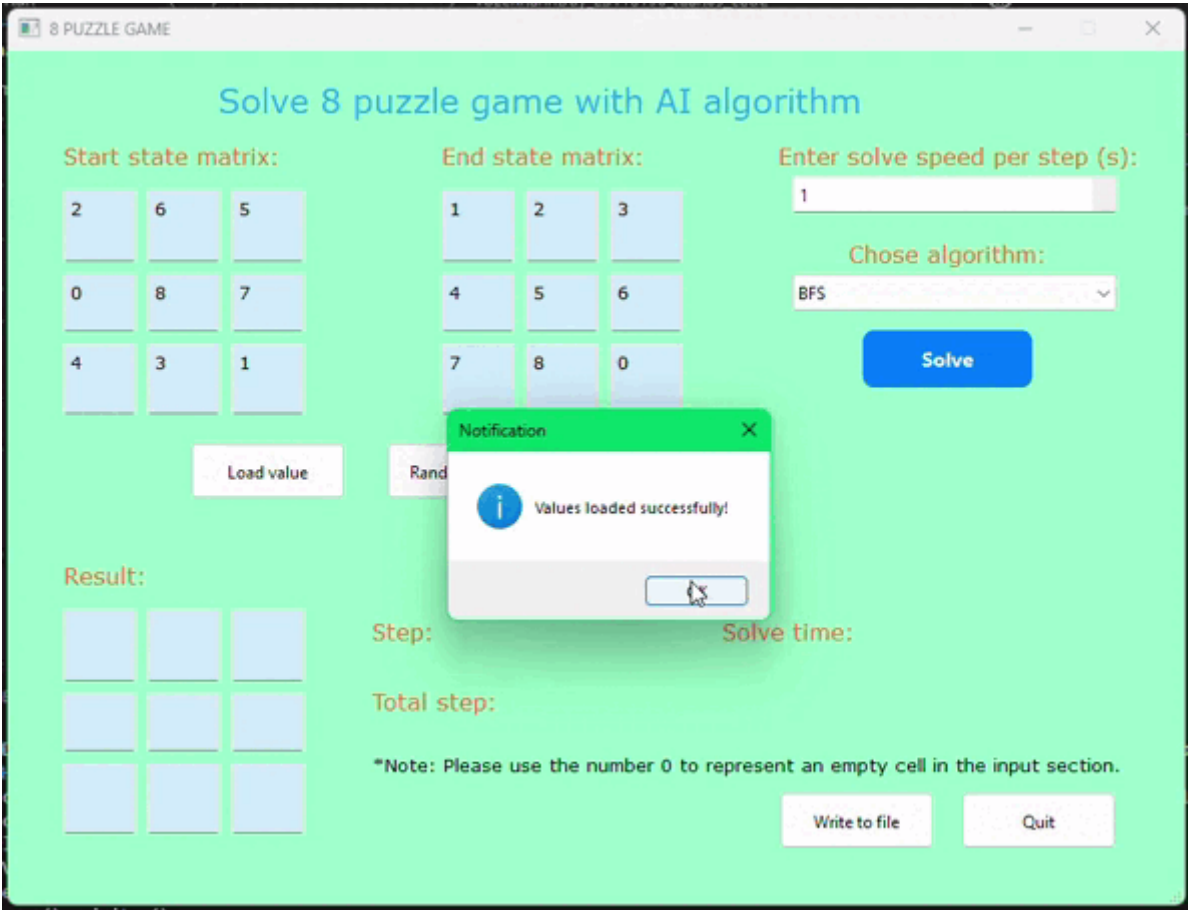 8 PUZZLE GAME
Solve 8 puzzle game with AI algorithm
Start state matrix:
End state matrix:
Enter solve speed per step (s):
2 6 5
1 2 3
1
Chose algorithm:
0 8 7
4 5 6
BFS
4 3 1
7 8 0
Solve
Notification
Load value
Rand
Values loaded successfully!
Result:
Step:
Solve time:
Total step:
*Note: Please use the number 0 to represent an empty cell in the input section.
Write to file
Quit